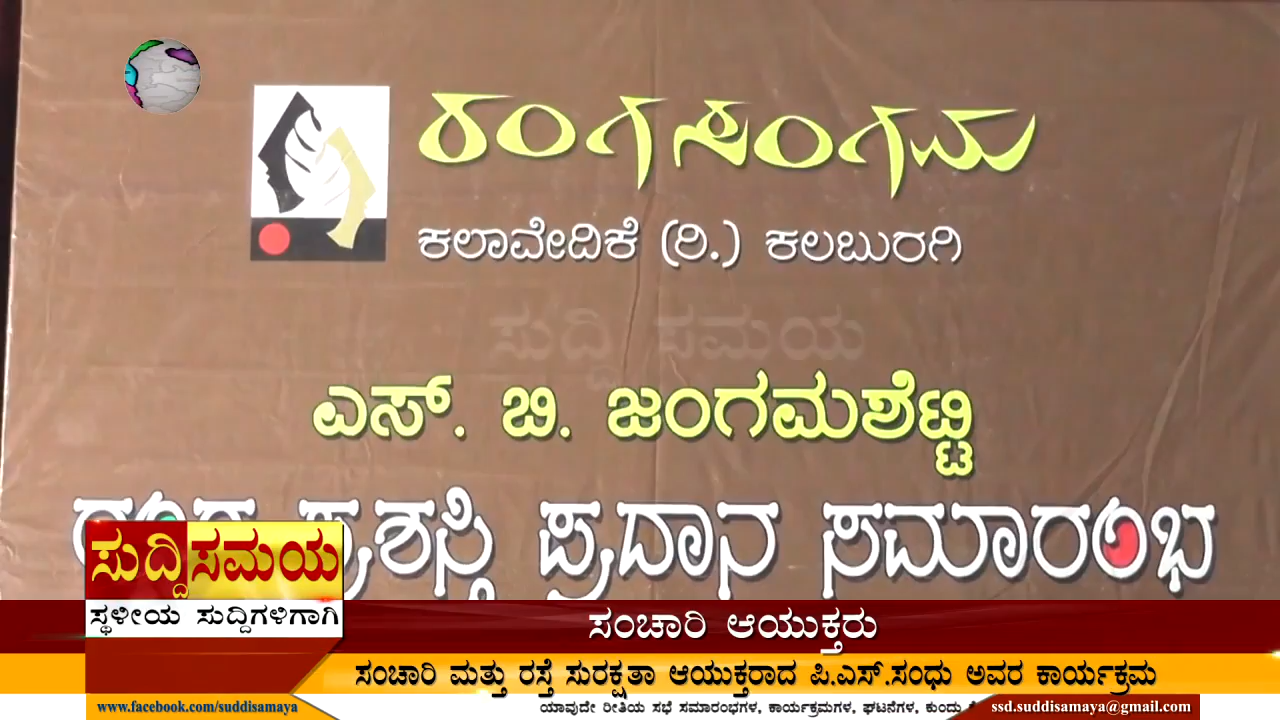 ರಂಗಸಂಗಮ
ಕಲಾವೇದಿಕೆ (ರಿ.) ಕಲಬುರಗಿ
ಸುದ್ದಿ ಸಮಯ
ಎಸ್. ಬಿ. ಜಂಗಮಶೆಟ್ಟಿ
ರಂಗ ಪ್ರಶಸ್ತಿ ಪ್ರದಾನ ಸಮಾರಂಭ
ಸುದ್ದಿಸಮಯ
ಸ್ಥಳೀಯ ಸುದ್ದಿಗಳಿಗಾಗಿ
ಸಂಚಾರಿ ಆಯುಕ್ತರು
ಸಂಚಾರಿ ಮತ್ತು ರಸ್ತೆ ಸುರಕ್ಷತಾ ಆಯುಕ್ತರಾದ ಪಿ.ಎಸ್.ಸಂಧು ಅವರ ಕಾರ್ಯಕ್ರಮ
www.facebook.com/suddisamaya ಯಾವುದೇ ರೀತಿಯ ಸಭೆ ಸಮಾರಂಭಗಳ, ಕಾರ್ಯಕ್ರಮಗಳ, ಘಟನೆಗಳ, ಕುಂದು ssd.suddisamaya@gmail.com